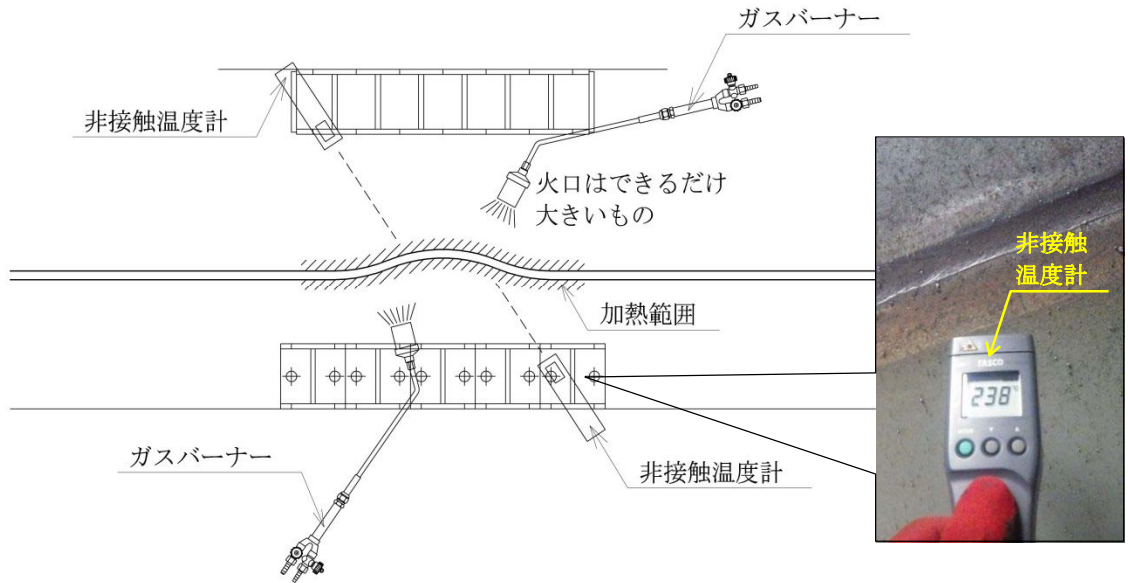 ガスバーナー
非接触温度計
火口はできるだけ
大きいもの
非接触
温度計
加熱範囲
TASCO
238℃
ガスバーナー
非接触温度計